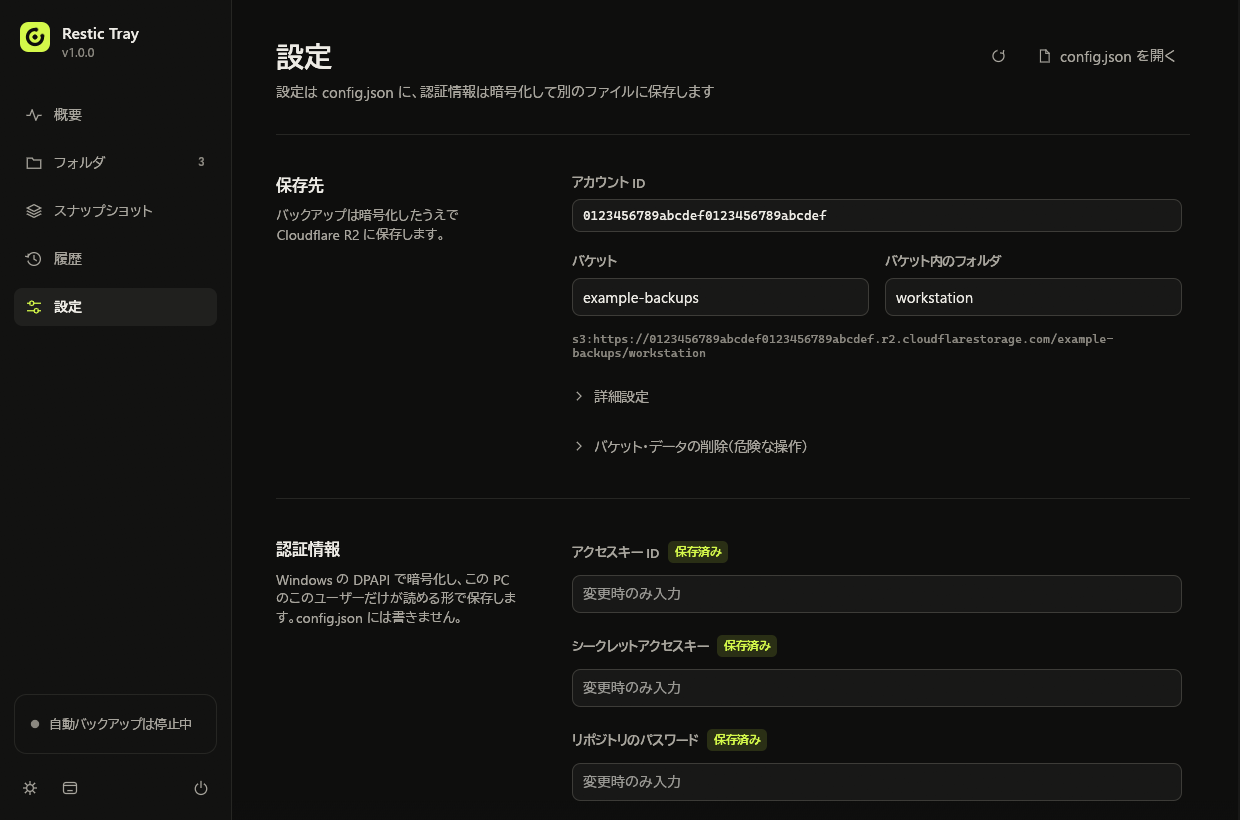 Restic Tray
v1.0.0
概要
フォルダ 3
スナップショット
履歴
設定
自動バックアップは停止中
設定
config.json を開く
設定は config.json に、認証情報は暗号化して別のファイルに保存します
保存先
バックアップは暗号化したうえで
Cloudflare R2 に保存します。
アカウント ID
0123456789abcdef0123456789abcdef
バケット
バケット内のフォルダ
example-backups
workstation
s3:https://0123456789abcdef0123456789abcdef.r2.cloudflarestorage.com/example-
backups/workstation
詳細設定
バケット・データの削除(危険な操作)
認証情報
Windows の DPAPI で暗号化し、この PC
のこのユーザーだけが読める形で保存しま
す。config.json には書きません。
アクセスキー ID 保存済み
変更時のみ入力
シークレットアクセスキー 保存済み
変更時のみ入力
リポジトリのパスワード 保存済み
変更時のみ入力